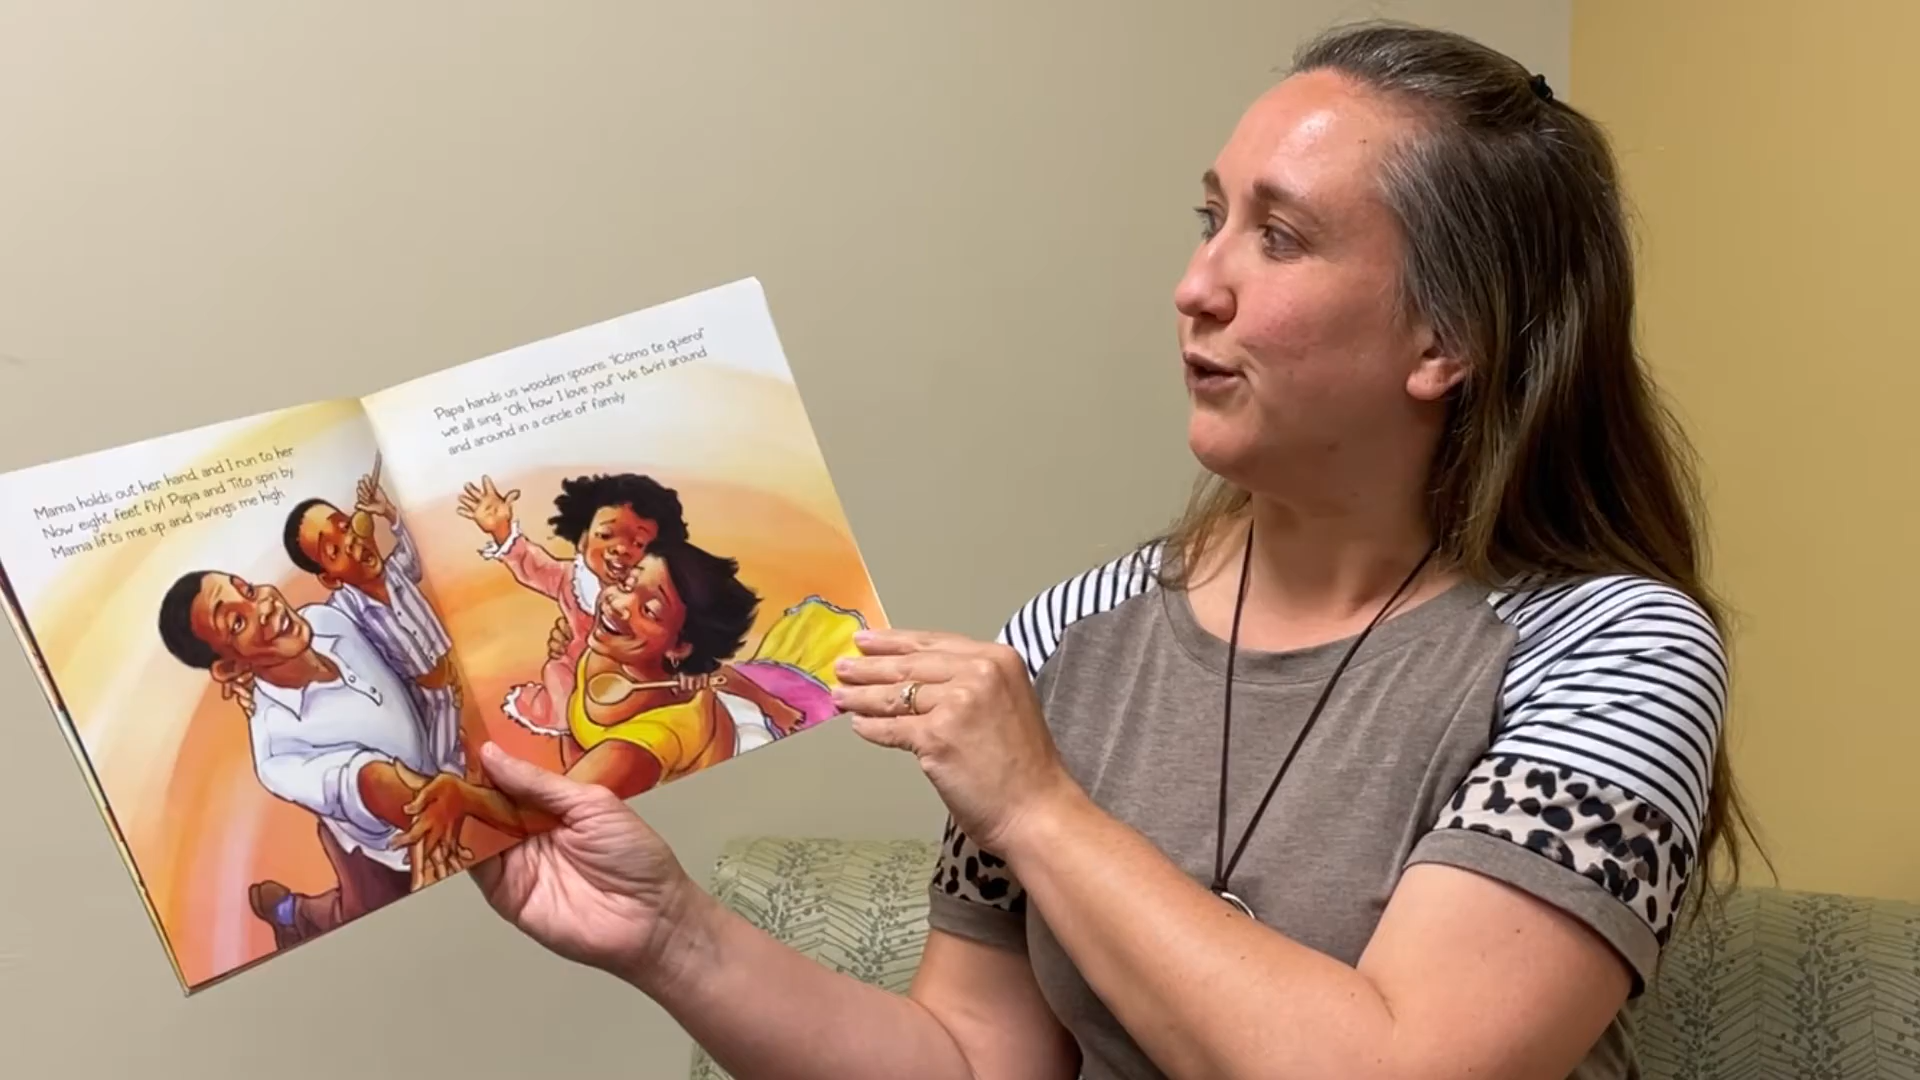 Mama holds out her hand, and I run to her.
Now eight feet fly! Papa and Tito spin by.
Mama lifts me up and swings me high.
Papa hands us wooden spoons. "¡Cómo te quiero!"
we all sing. "Oh, how I love you!" We twirl around
and around in a circle of family.